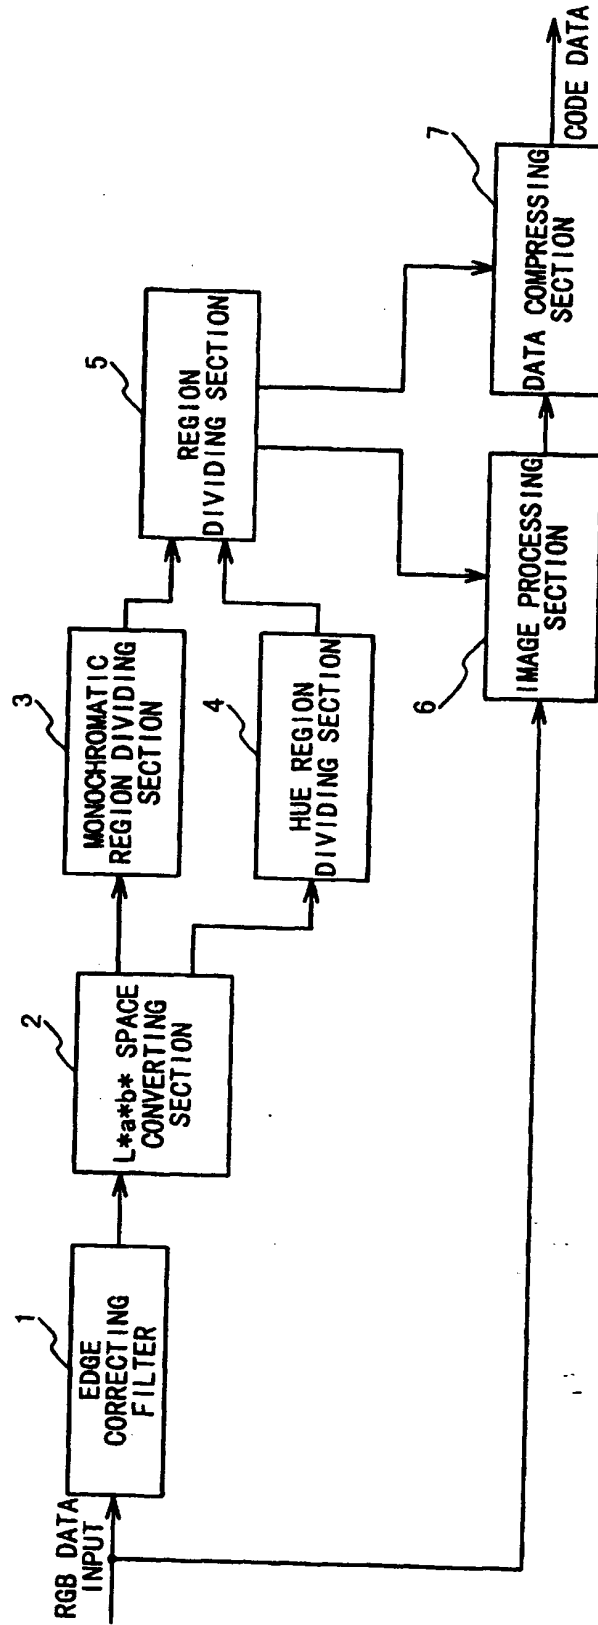 RGB DATA
INPUT
1
EDGE
CORRECTING
FILTER
2
L*a*b* SPACE
CONVERTING
SECTION
3
MONOCHROMATIC
REGION DIVIDING
SECTION
4
HUE REGION
DIVIDING SECTION
5
REGION
DIVIDING SECTION
6
IMAGE PROCESSING
SECTION
7
DATA COMPRESSING
SECTION
CODE DATA